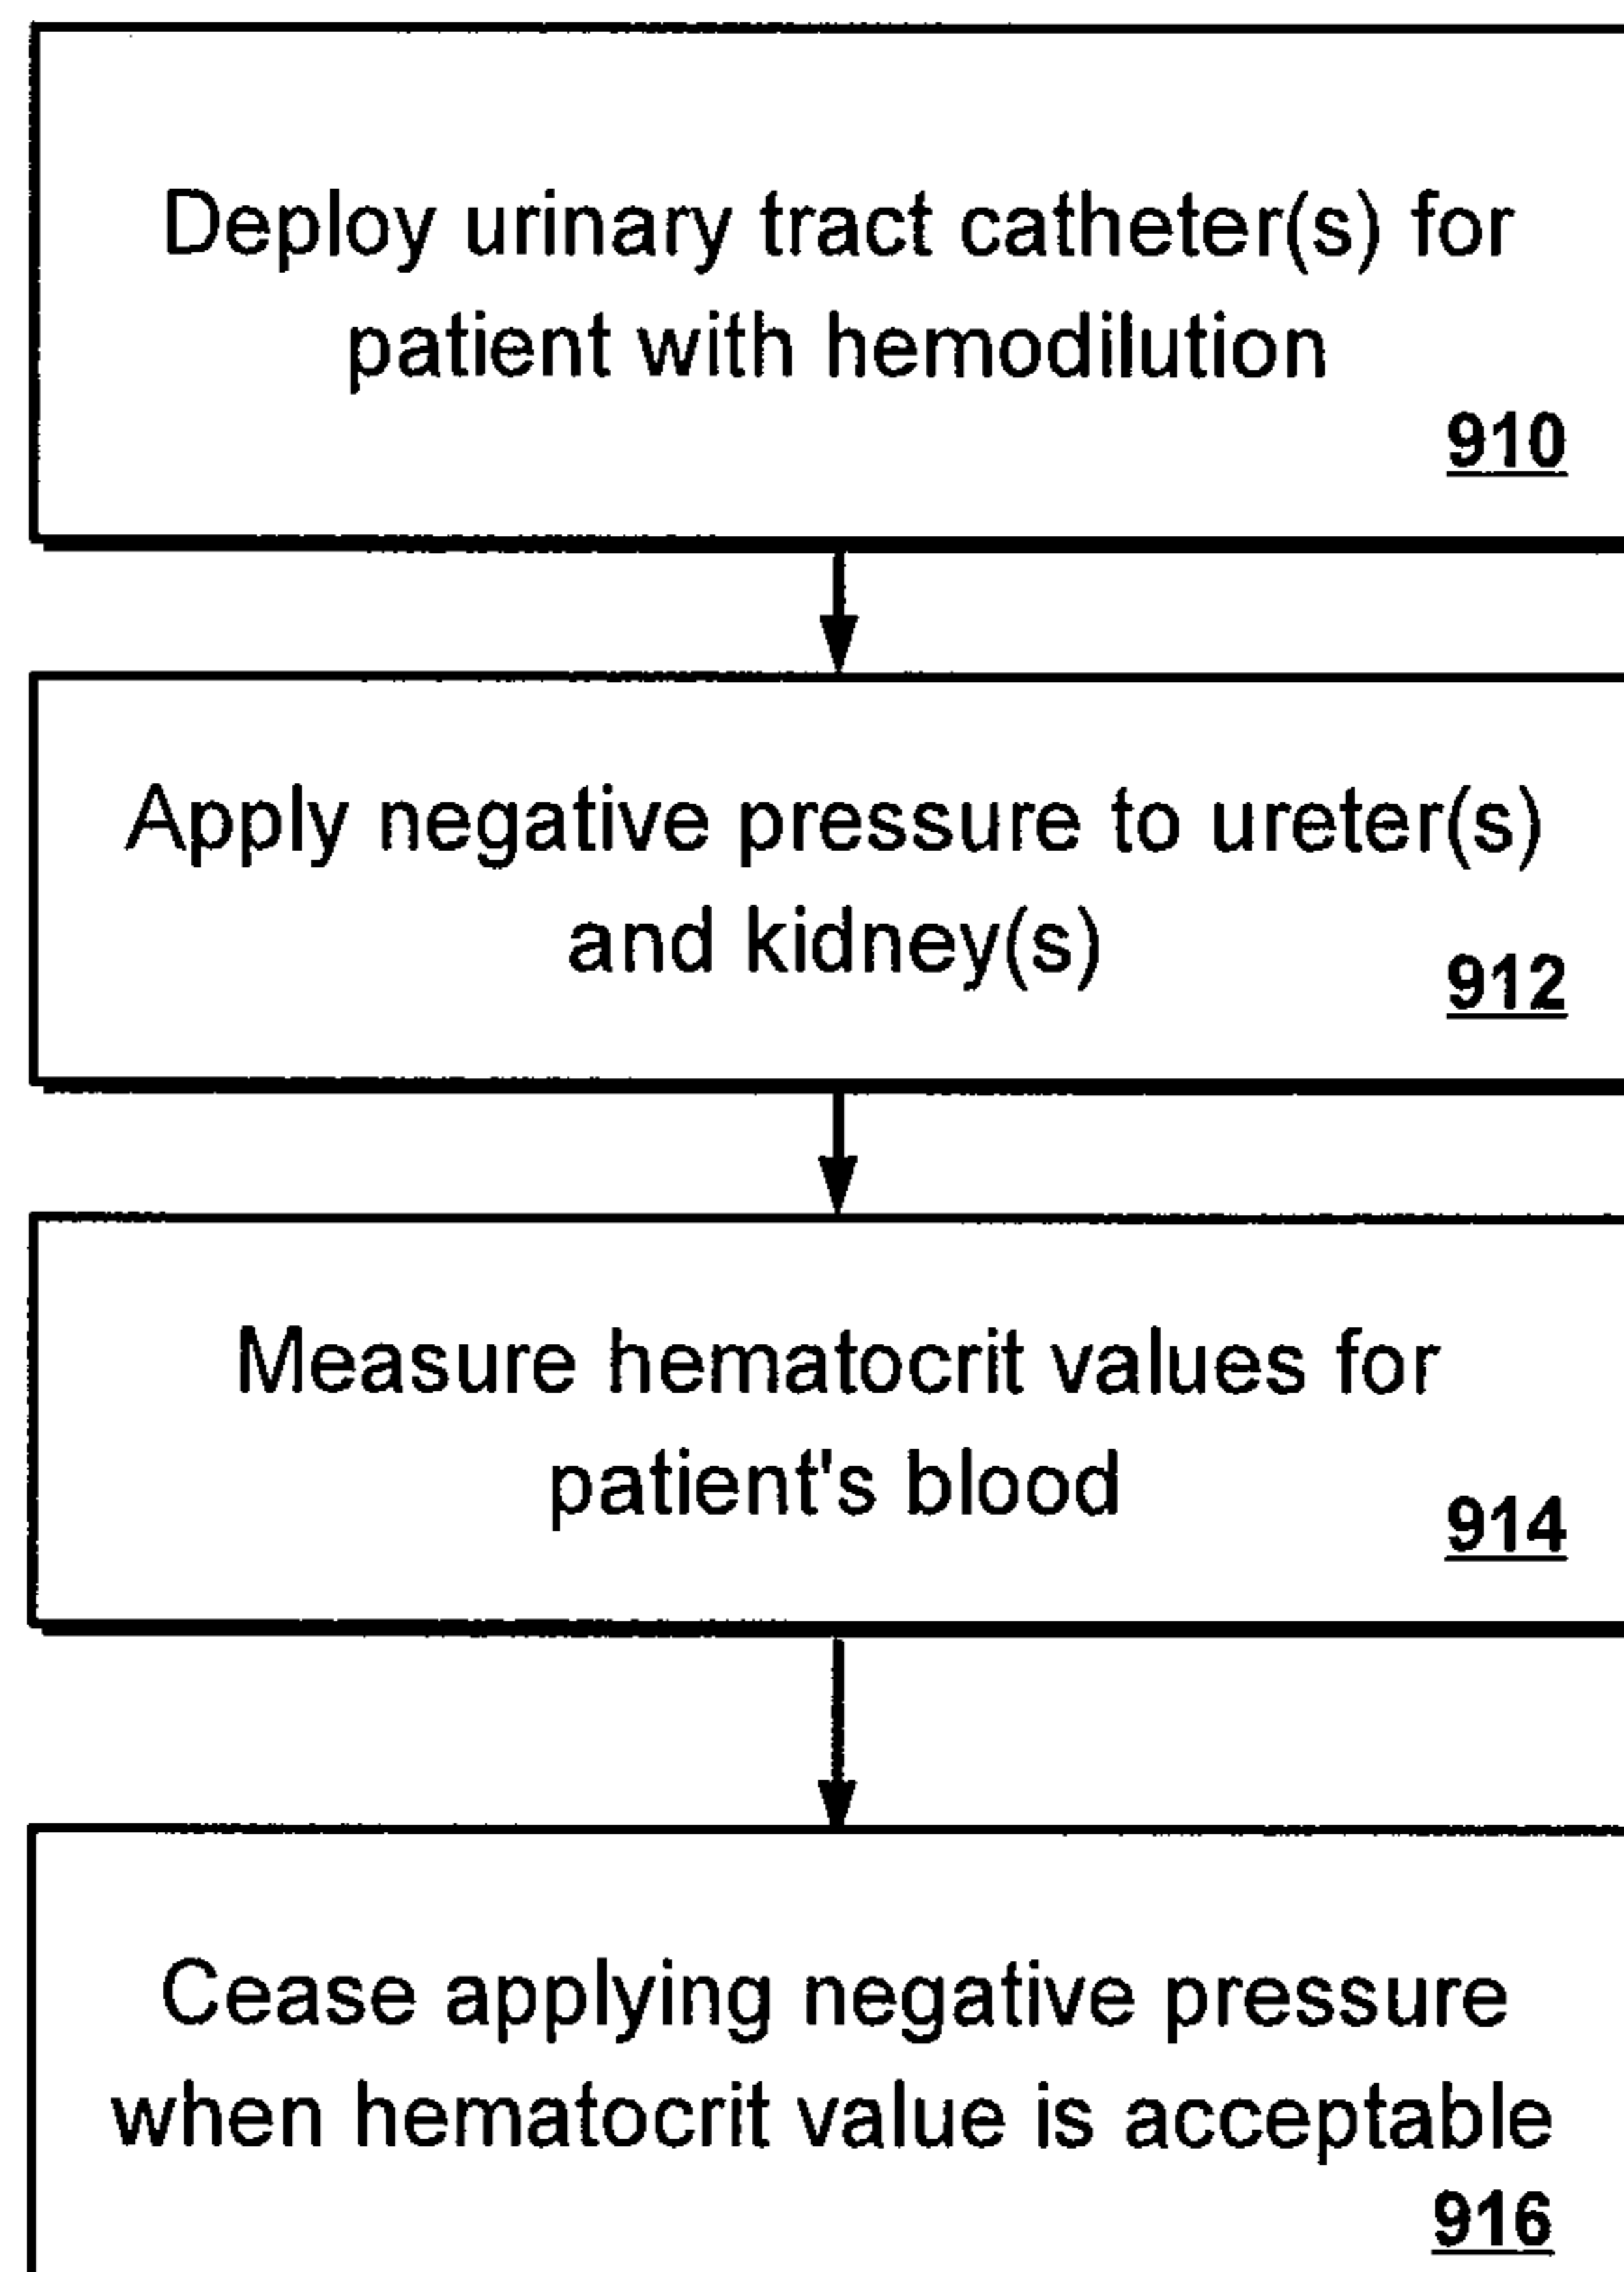 Deploy urinary tract catheter(s) for
patient with hemodilution
910
Apply negative pressure to ureter(s)
and kidney(s)
912
Measure hematocrit values for
patient's blood
914
Cease applying negative pressure
when hematocrit value is acceptable
916